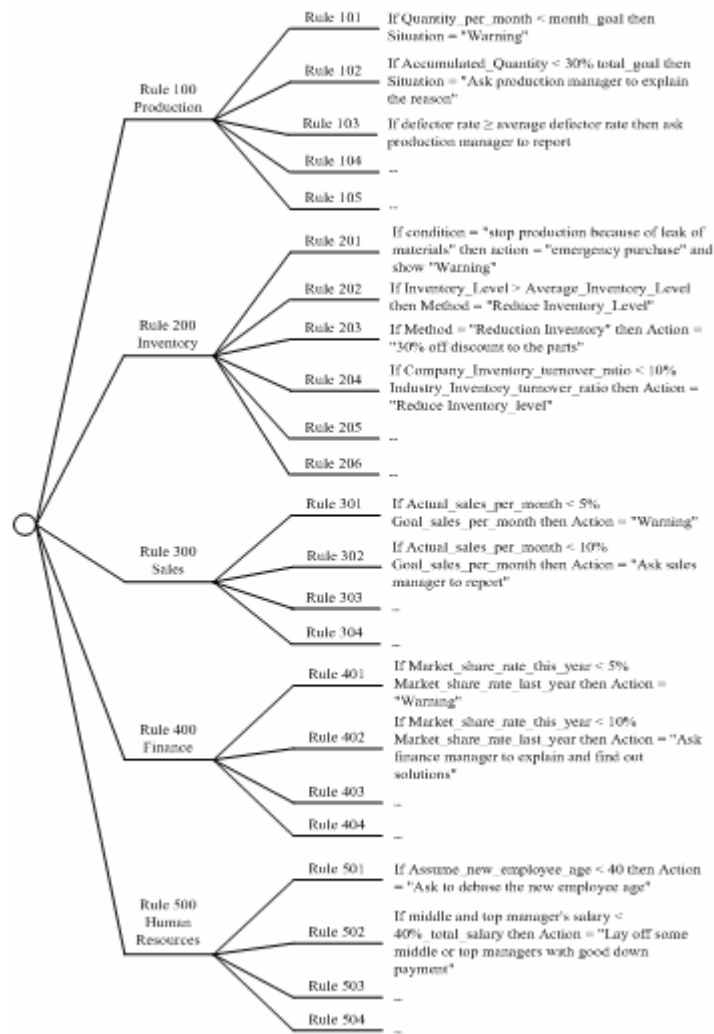 Rule 100
Production
Rule 101
If Quantity_per_month < month_goal then
Situation = "Warning"
Rule 102
If Accumulated_Quantity < 30% total_goal then
Situation = "Ask production manager to explain
the reason"
Rule 103
If defector rate ≥ average defector rate then ask
production manager to report
Rule 104
...
Rule 105
...
Rule 200
Inventory
Rule 201
If condition = "stop production because of leak of
materials" then action = "emergency purchase" and
show "Warning"
Rule 202
If Inventory_Level > Average_Inventory_Level
then Method = "Reduce Inventory_Level"
Rule 203
If Method = "Reduction Inventory" then Action =
"30% off discount to the parts"
Rule 204
If Company_Inventory_turnover_ratio < 10%
Industry_Inventory_turnover_ratio then Action =
"Reduce Inventory_level"
Rule 205
...
Rule 206
...
Rule 300
Sales
Rule 301
If Actual_sales_per_month < 5%
Goal_sales_per_month then Action = "Warning"
Rule 302
If Actual_sales_per_month < 10%
Goal_sales_per_month then Action = "Ask sales
manager to report"
Rule 303
...
Rule 304
...
Rule 400
Finance
Rule 401
If Market_share_rate_this_year < 5%
Market_share_rate_last_year then Action =
"Warning"
Rule 402
If Market_share_rate_this_year < 10%
Market_share_rate_last_year then Action = "Ask
finance manager to explain and find out
solutions"
Rule 403
...
Rule 404
...
Rule 500
Human
Resources
Rule 501
If Assume_new_employee_age < 40 then Action
= "Ask to debase the new employee age"
Rule 502
If middle and top manager's salary <
40%_total_salary then Action = "Lay off some
middle or top managers with good down
payment"
Rule 503
...
Rule 504
...